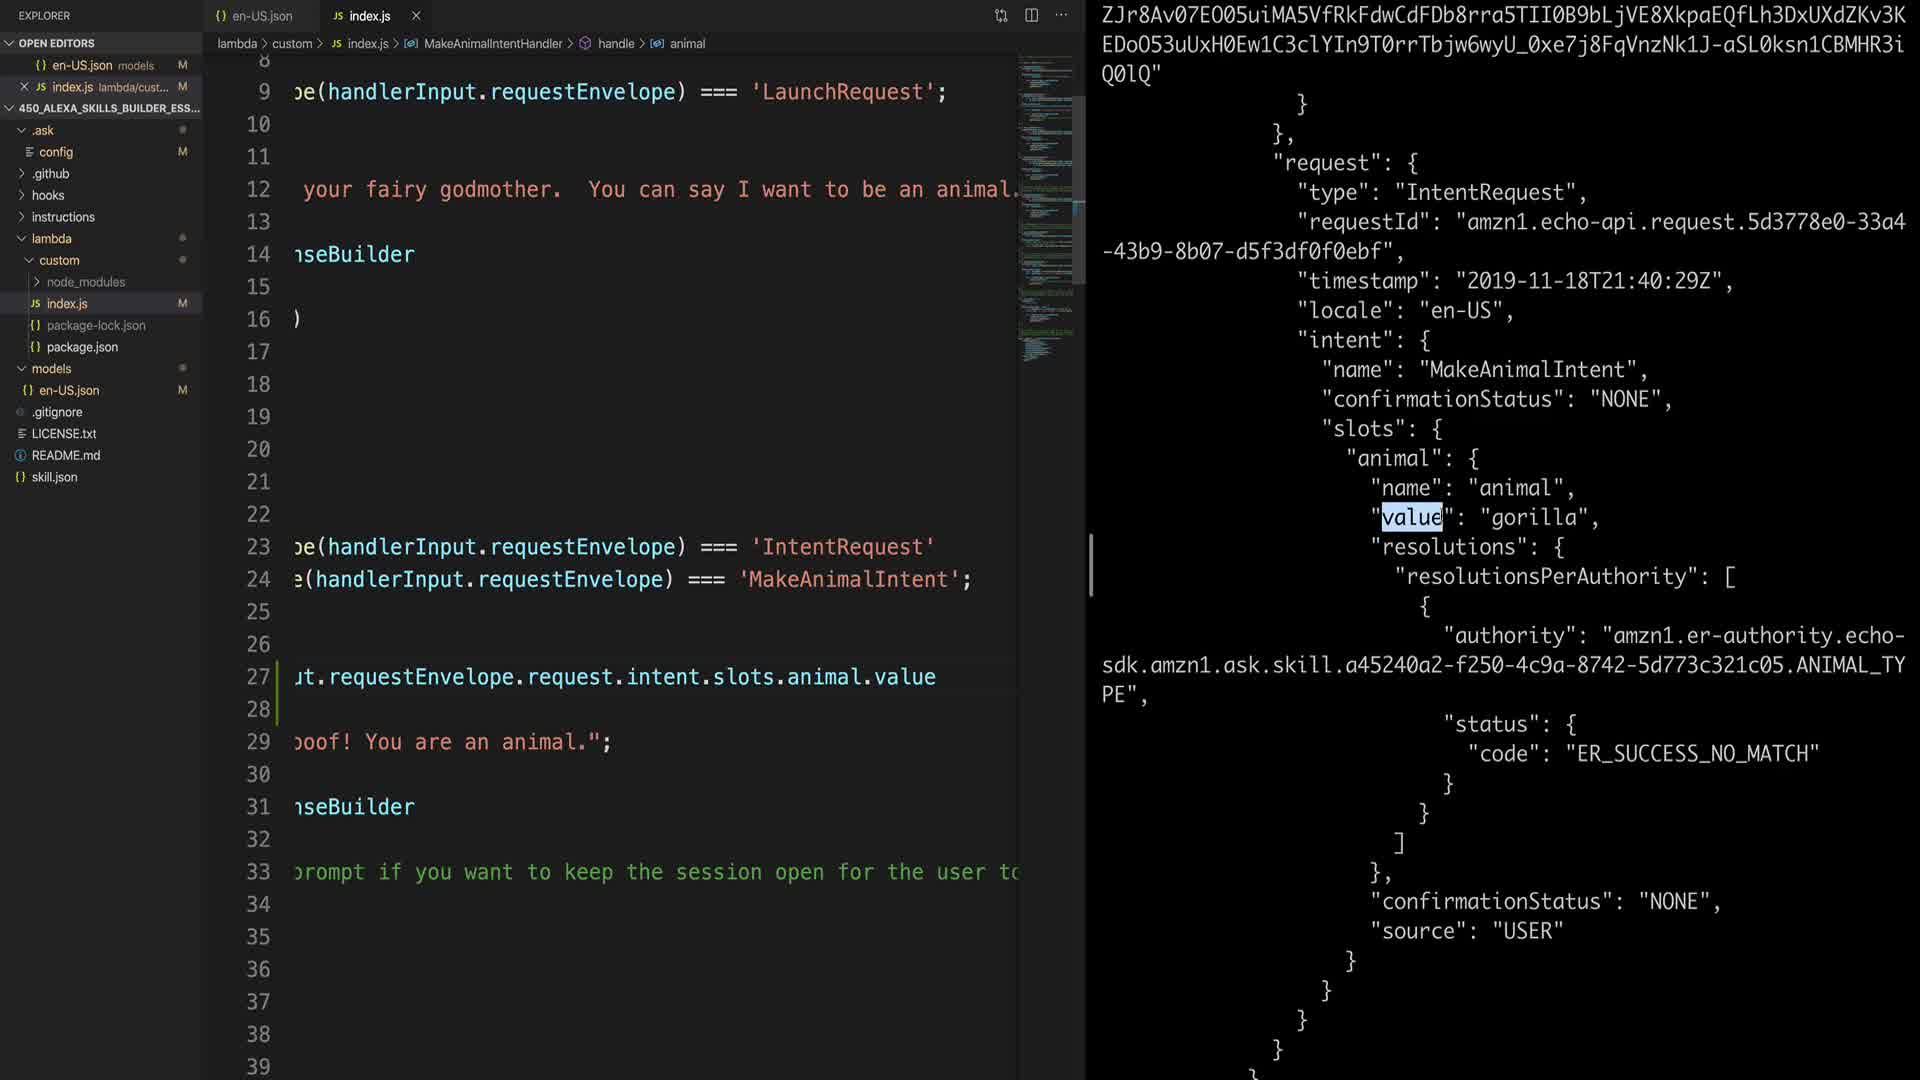 EXPLORER
OPEN EDITORS
en-US.json models M
index.js lambda/cust... M
450_ALEXA_SKILLS_BUILDER_ESS...
.ask
config M
.github
hooks
instructions
lambda
custom
node_modules
index.js M
package-lock.json
package.json
models
en-US.json M
.gitignore
LICENSE.txt
README.md
skill.json
en-US.json
index.js
lambda > custom > JS index.js > MakeAnimalIntentHandler > handle > animal
8
9 pe(handlerInput.requestEnvelope) === 'LaunchRequest';
10
11
12 your fairy godmother.  You can say I want to be an animal.
13
14 nseBuilder
15
16 )
17
18
19
20
21
22
23 pe(handlerInput.requestEnvelope) === 'IntentRequest'
24 e(handlerInput.requestEnvelope) === 'MakeAnimalIntent';
25
26
27 ut.requestEnvelope.request.intent.slots.animal.value
28
29 poof! You are an animal.";
30
31 nseBuilder
32
33 prompt if you want to keep the session open for the user to
34
35
36
37
38
39
ZJr8Av07EO05uiMA5VfRkFdwCdFDb8rra5TII0B9bLjVE8XkpaEQfLh3DxUXdZKv3K
EDoO53uUxH0Ew1C3clYIn9T0rrTbjw6wyU_0xe7j8FqVnzNk1J-aSL0ksn1CBMHR3i
Q0lQ"
}
},
"request": {
"type": "IntentRequest",
"requestId": "amzn1.echo-api.request.5d3778e0-33a4
-43b9-8b07-d5f3df0f0ebf",
"timestamp": "2019-11-18T21:40:29Z",
"locale": "en-US",
"intent": {
"name": "MakeAnimalIntent",
"confirmationStatus": "NONE",
"slots": {
"animal": {
"name": "animal",
"value": "gorilla",
"resolutions": {
"resolutionsPerAuthority": [
{
"authority": "amzn1.er-authority.echo-
sdk.amzn1.ask.skill.a45240a2-f250-4c9a-8742-5d773c321c05.ANIMAL_TY
PE",
"status": {
"code": "ER_SUCCESS_NO_MATCH"
}
}
]
},
"confirmationStatus": "NONE",
"source": "USER"
}
}
}
}
}